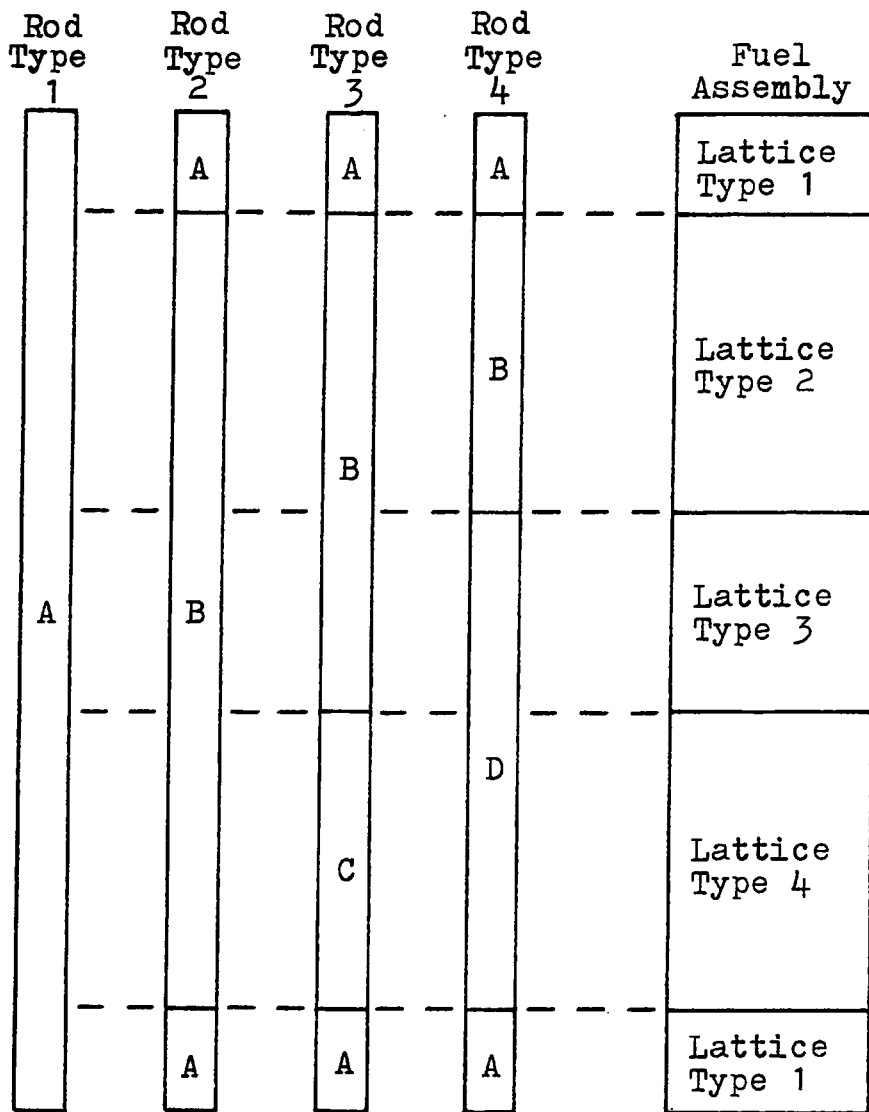 Rod
Type
1
Rod
Type
2
Rod
Type
3
Rod
Type
4
Fuel
Assembly
A
A
A
Lattice
Type 1
B
Lattice
Type 2
B
A
B
Lattice
Type 3
D
C
Lattice
Type 4
A
A
A
Lattice
Type 1